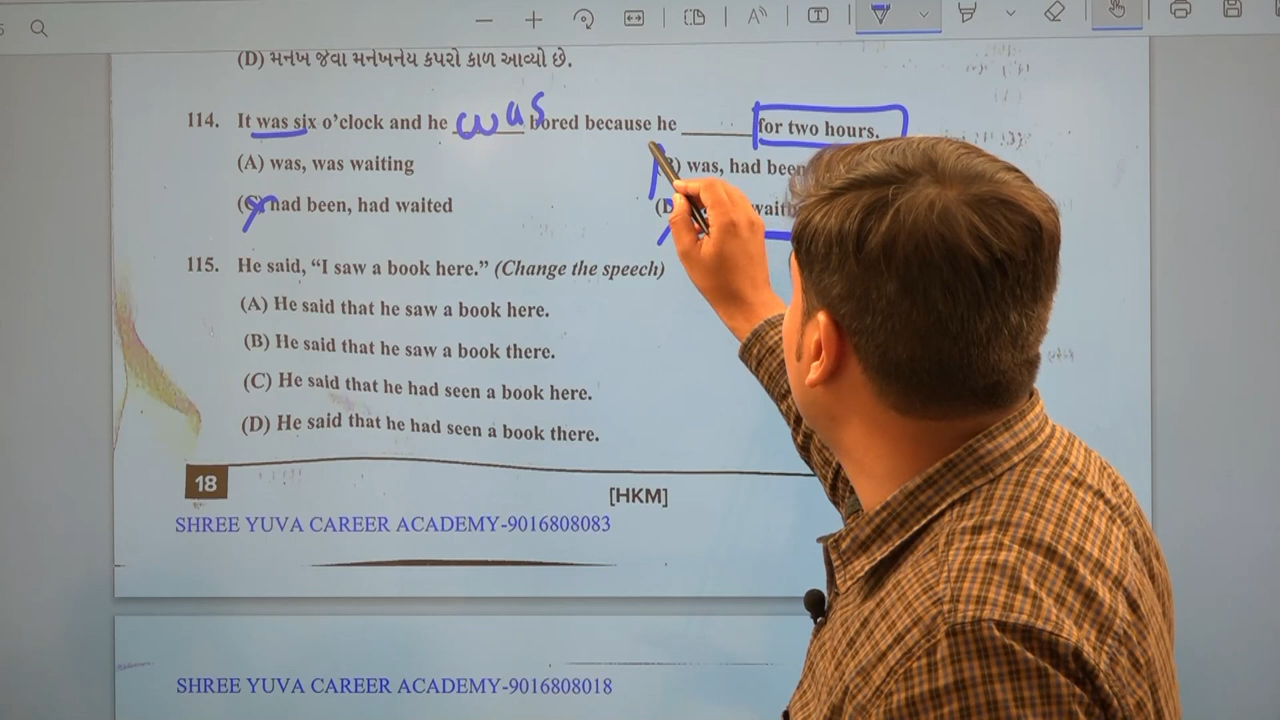 (D) મનખ જેવા મનેખનેય કપરો કાળ આવ્યો છે.
114. It was six o'clock and he was bored because he ______ for two hours.
(A) was, was waiting
was, had been
(C) had been, had waited
(D
115. He said, “I saw a book here.” (Change the speech)
(A) He said that he saw a book here.
(B) He said that he saw a book there.
(C) He said that he had seen a book here.
(D) He said that he had seen a book there.
18
[HKM]
SHREE YUVA CAREER ACADEMY-9016808083
SHREE YUVA CAREER ACADEMY-9016808018